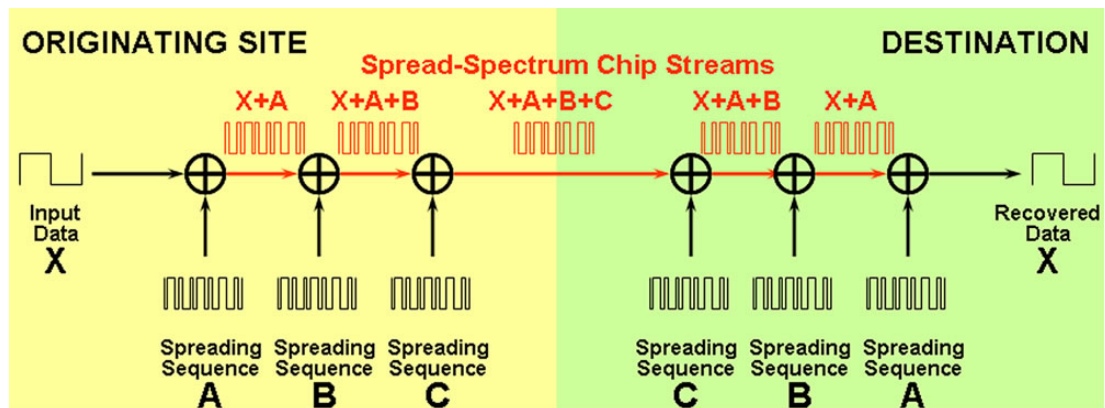 ORIGINATING SITE
DESTINATION
Spread-Spectrum Chip Streams
X+A
X+A+B
X+A+B+C
X+A+B
X+A
Input
Data
X
Recovered
Data
X
Spreading
Sequence
A
Spreading
Sequence
B
Spreading
Sequence
C
Spreading
Sequence
C
Spreading
Sequence
B
Spreading
Sequence
A